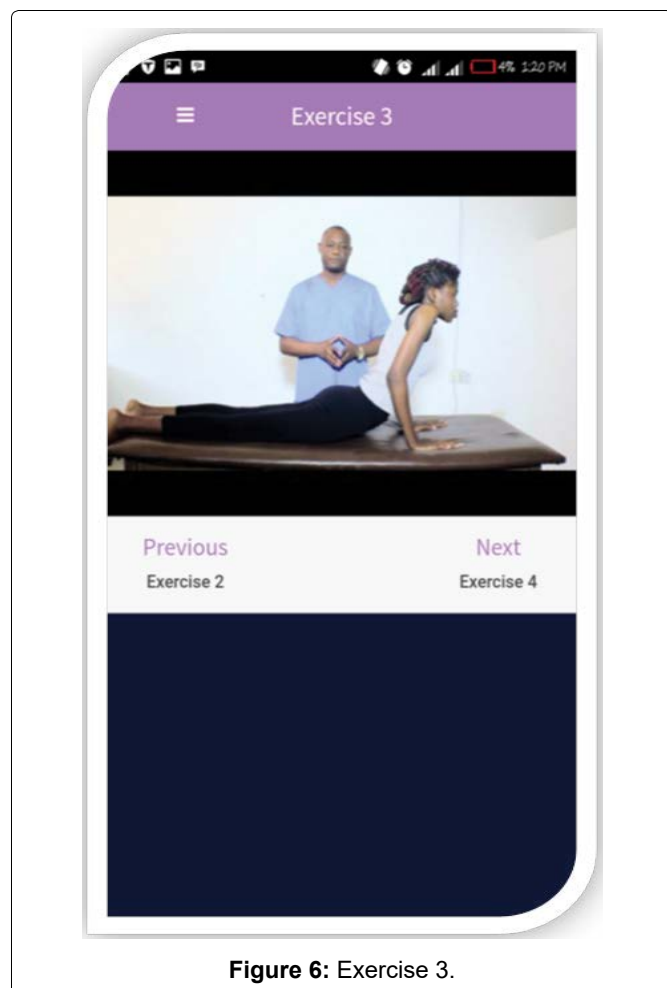 4% 1:20 PM
Exercise 3
Previous
Next
Exercise 2
Exercise 4
Figure 6: Exercise 3.